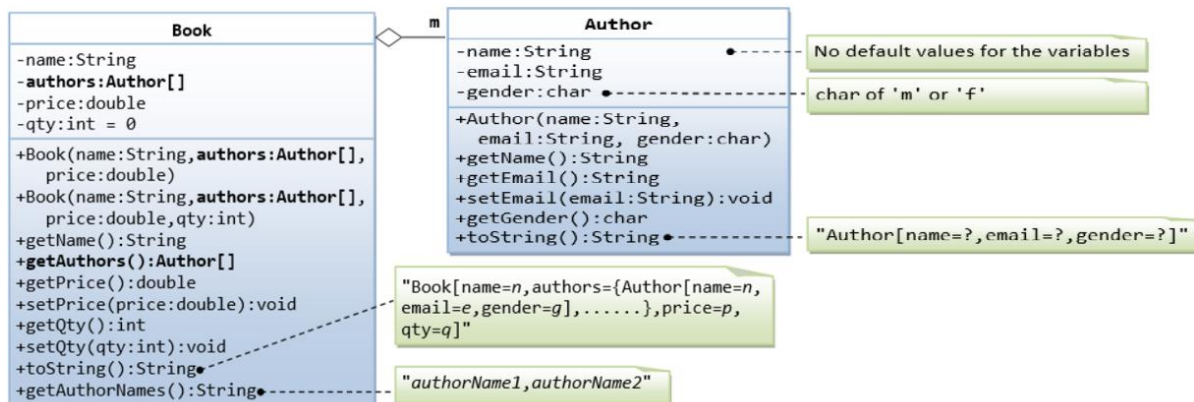 Book
-name:String
-authors:Author[]
-price:double
-qty:int = 0
+Book(name:String,authors:Author[],
price:double)
+Book(name:String,authors:Author[],
price:double,qty:int)
+getName():String
+getAuthors():Author[]
+getPrice():double
+setPrice(price:double):void
+getQty():int
+setQty(qty:int):void
+toString():String
+getAuthorNames():String
m
Author
-name:String
-email:String
-gender:char
+Author(name:String,
email:String, gender:char)
+getName():String
+getEmail():String
+setEmail(email:String):void
+getGender():char
+toString():String
No default values for the variables
char of 'm' or 'f'
"Author[name=?,email=?,gender=?]"
"Book[name=n,authors={Author[name=n,
email=e,gender=g],......},price=p,
qty=q]"
"authorName1,authorName2"